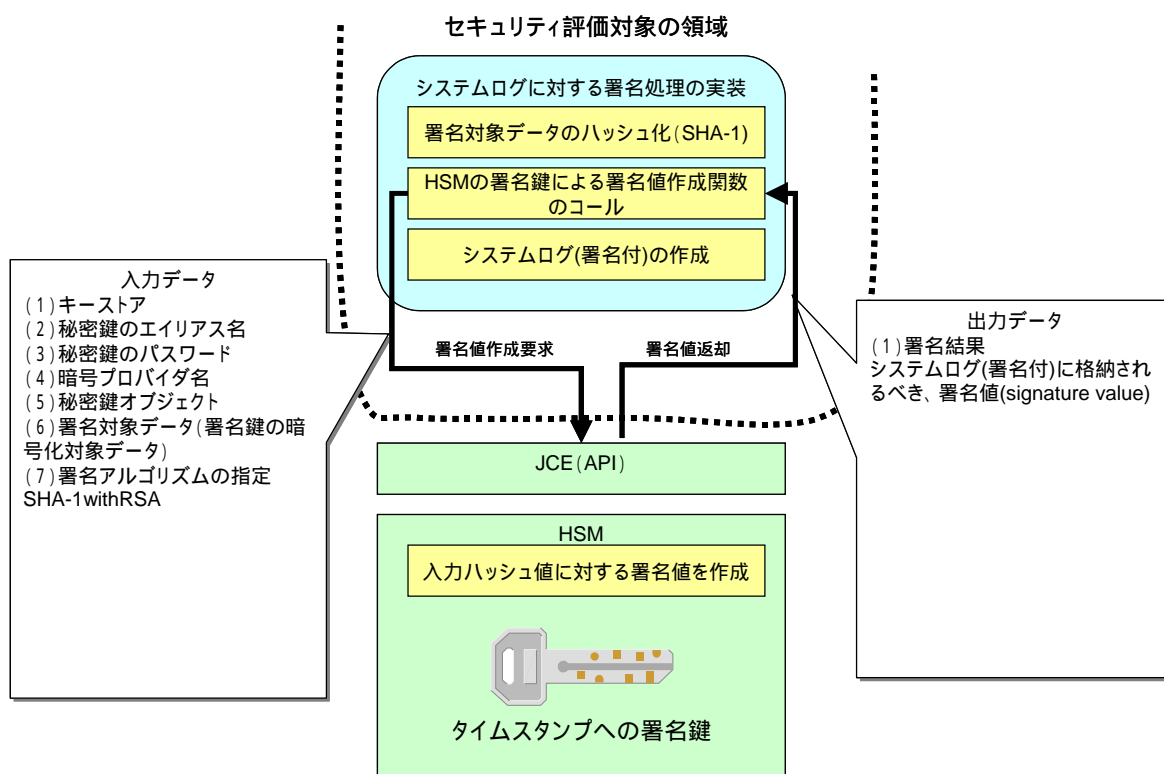 セキュリティ評価対象の領域
システムログに対する署名処理の実装
署名対象データのハッシュ化(SHA-1)
HSMの署名鍵による署名値作成関数
のコール
システムログ(署名付)の作成
入力データ
(1)キーストア
(2)秘密鍵のエイリアス名
(3)秘密鍵のパスワード
(4)暗号プロバイダ名
(5)秘密鍵オブジェクト
(6)署名対象データ(署名鍵の暗
号化対象データ)
(7)署名アルゴリズムの指定
SHA-1withRSA
署名値作成要求
署名値返却
出力データ
(1)署名結果
システムログ(署名付)に格納され
るべき、署名値(signature value)
JCE(API)
HSM
入力ハッシュ値に対する署名値を作成
タイムスタンプへの署名鍵